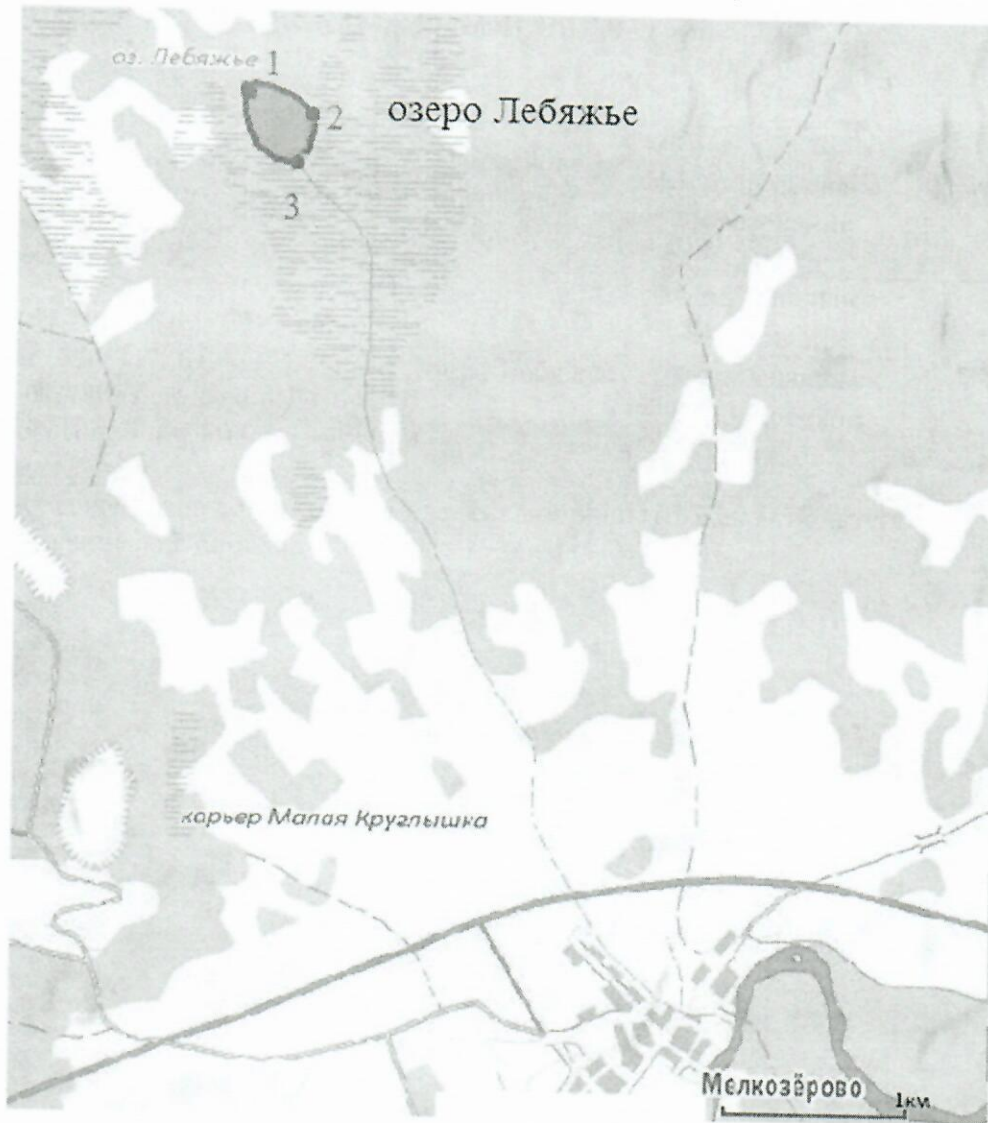 оз. Лебяжье
1
2
озеро Лебяжье
3
карьер Малая Круглышка
Мелкозёрово
1км